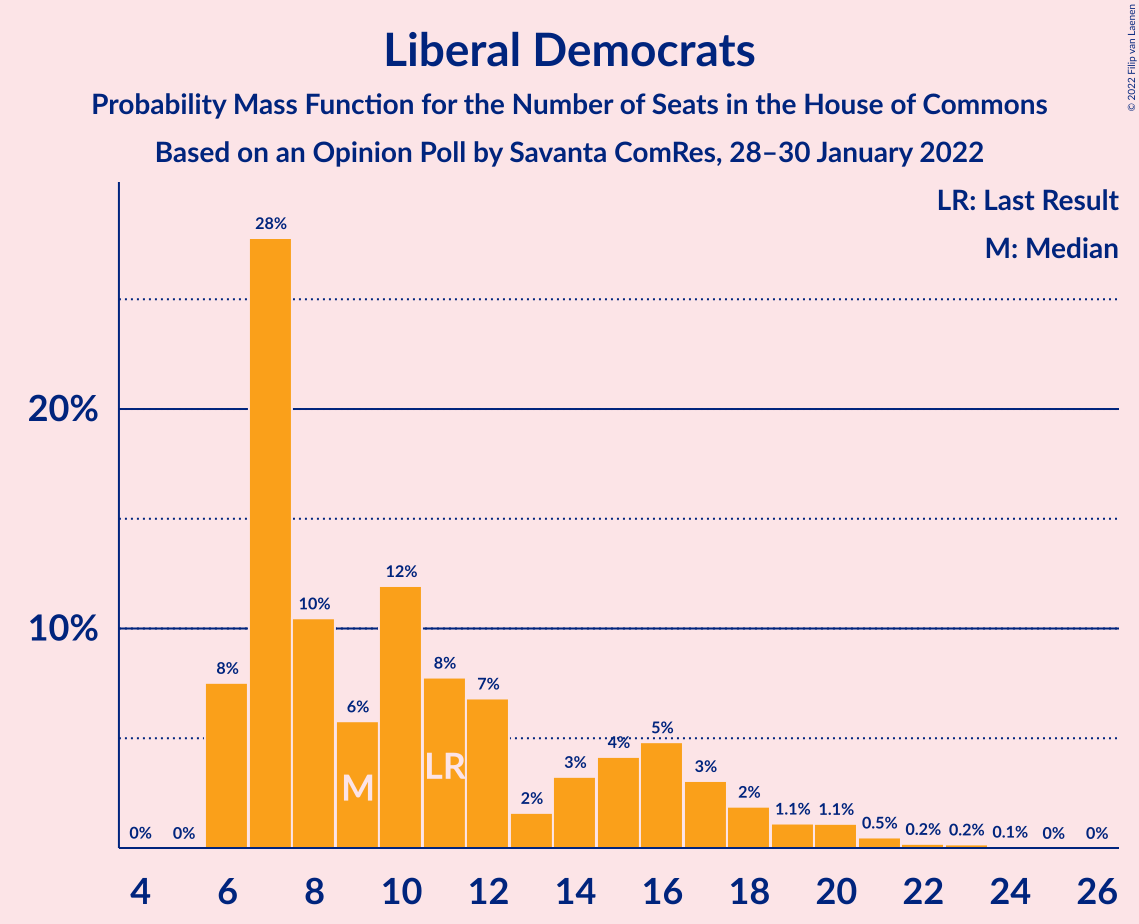 Liberal Democrats
Probability Mass Function for the Number of Seats in the House of Commons
Based on an Opinion Poll by Savanta ComRes, 28–30 January 2022
© 2022 Filip van Laenen
LR: Last Result
M: Median
20%
10%
0%
0%
8%
28%
10%
6%
12%
8%
7%
2%
3%
4%
5%
3%
2%
1.1%
1.1%
0.5%
0.2%
0.2%
0.1%
0%
0%
M
LR
4 6 8 10 12 14 16 18 20 22 24 26